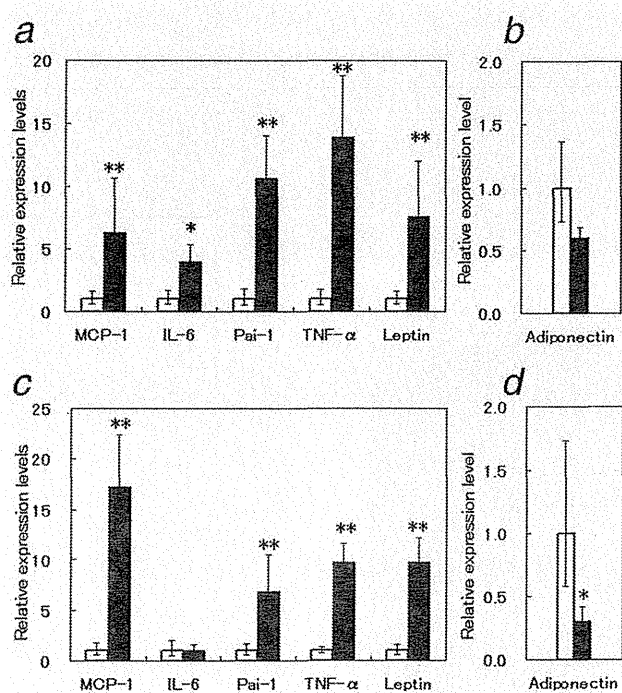 a
b
Relative expression levels
20
15
10
5
0
**
*
**
**
**
MCP-1 IL-6 Pai-1 TNF-α Leptin
Relative expression level
2.0
1.5
1.0
0.5
0.0
Adiponectin
c
d
Relative expression levels
25
20
15
10
5
0
**
**
**
**
MCP-1 IL-6 Pai-1 TNF-α Leptin
Relative expression level
2.0
1.5
1.0
0.5
0.0
*
Adiponectin